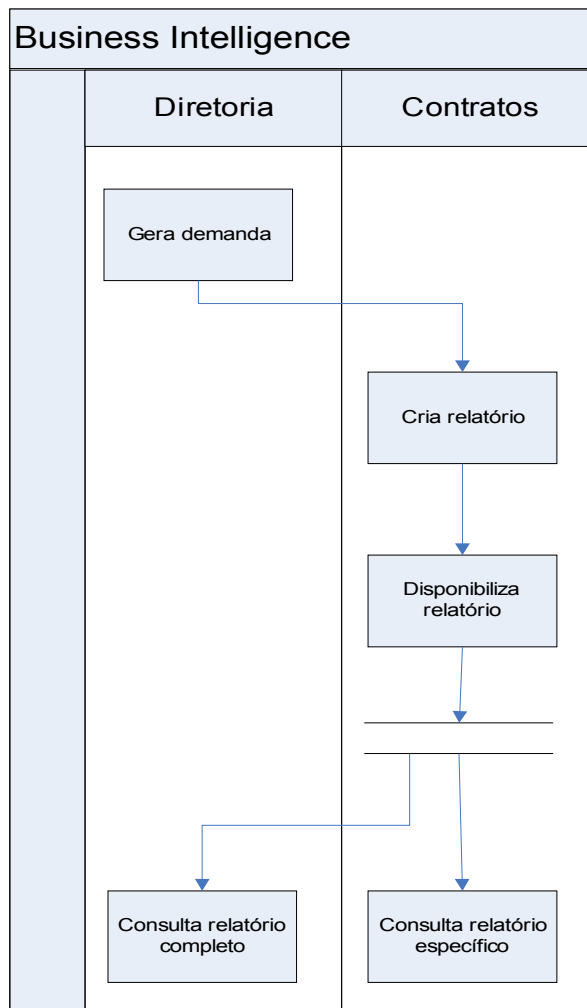 Business Intelligence
Diretoria
Contratos
Gera demanda
Cria relatório
Disponibiliza
relatório
Consulta relatório
completo
Consulta relatório
específico